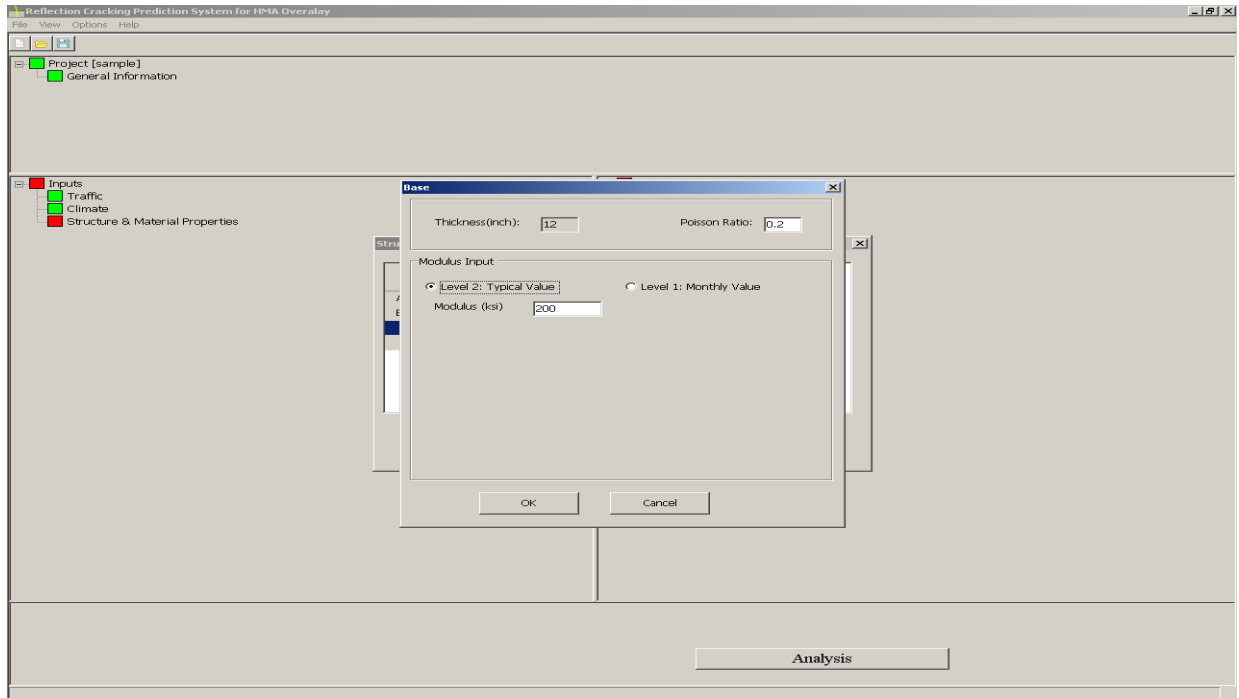 Reflection Cracking Prediction System for HMA Overalay
File View Options Help
Project [sample]
General Information
Inputs
Traffic
Climate
Structure & Material Properties
Base
Thickness(inch): 12 Poisson Ratio: 0.2
Stru
Modulus Input
Level 2: Typical Value Level 1: Monthly Value
Modulus (ksi) 200
OK Cancel
Analysis